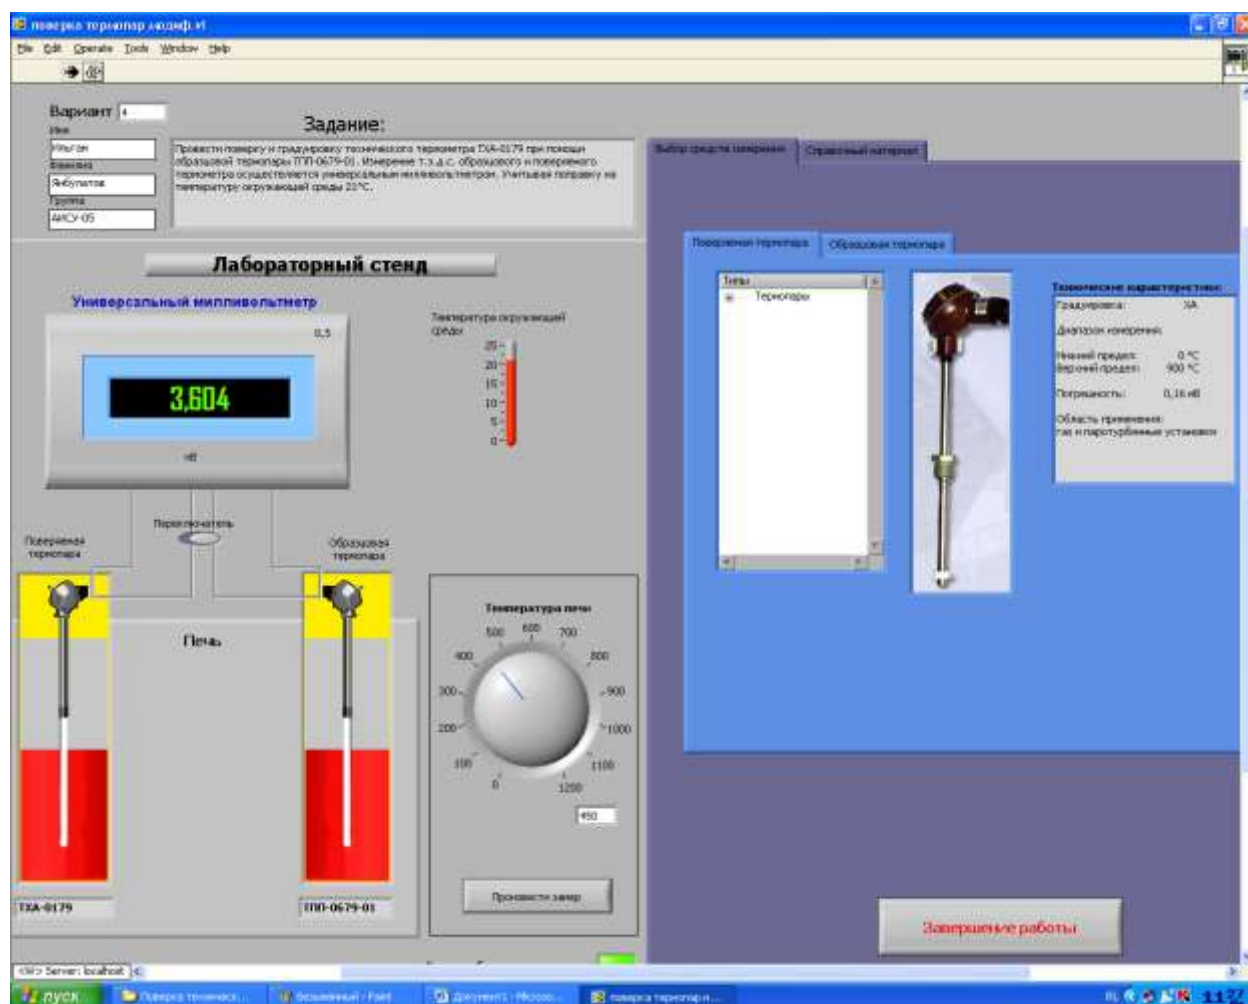 поверка термопар модиф.vi
File Edit Operate Tools Window Help
Вариант 4
Имя
Ильгам
Фамилия
Янбулатов
Группа
АИСУ-05
Задание:
Провести поверку и градуировку технического термометра ТХА-0179 при помощи
образцовой термопары ТПП-0679-01. Измерение т.э.д.с. образцового и поверяемого
термометра осуществляется универсальным милливольтметром. Учитывая поправку на
температуру окружающей среды
Лабораторный стенд
Универсальный милливольтметр
0,5
3,604
мВ
Температура окружающей
среды
25
20
15
10
5
0
Переключатель
Поверяемая
термопара
Образцовая
термопара
Печь
ТХА-0179
ТПП-0679-01
Температура печи
0
100
200
300
400
500
600
700
800
900
1000
1100
1200
450
Произвести замер
Выбор средств измерения
Справочный материал
Поверяемая термопара
Образцовая термопара
Типы
Термопары
Технические характеристики:
Градуировка: ХА
Диапазон измерения:
Нижний предел: 0 °C
Верхний предел: 900 °C
Погрешность: 0,16 мВ
Область применения:
газ и паротурбинные установки
Завершение работы
Server: localhost
пуск
Поверка техническ...
безымянный - Paint
Документ1 - Microso...
поверка термопар м...
RL
11:27